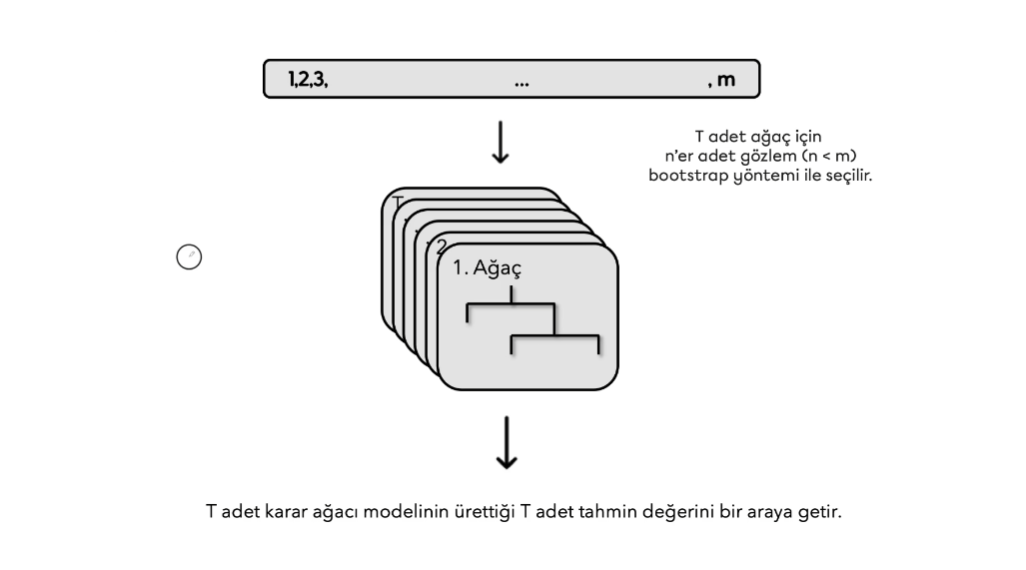 1,2,3, ... , m
T adet ağaç için
n'er adet gözlem (n < m)
bootstrap yöntemi ile seçilir.
T
2
1. Ağaç
T adet karar ağacı modelinin ürettiği T adet tahmin değerini bir araya getir.